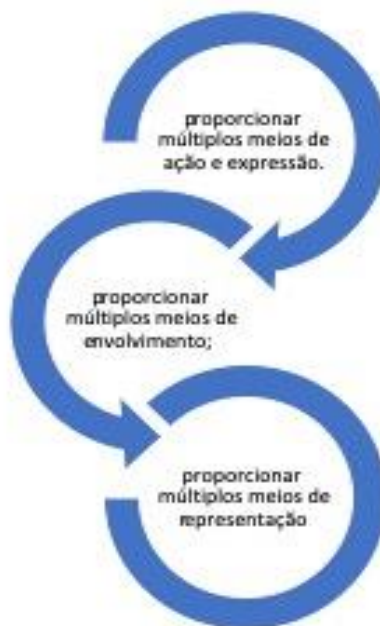 proporcionar
múltiplos meios de
ação e expressão.
proporcionar
múltiplos meios de
envolvimento;
proporcionar
múltiplos meios de
representação